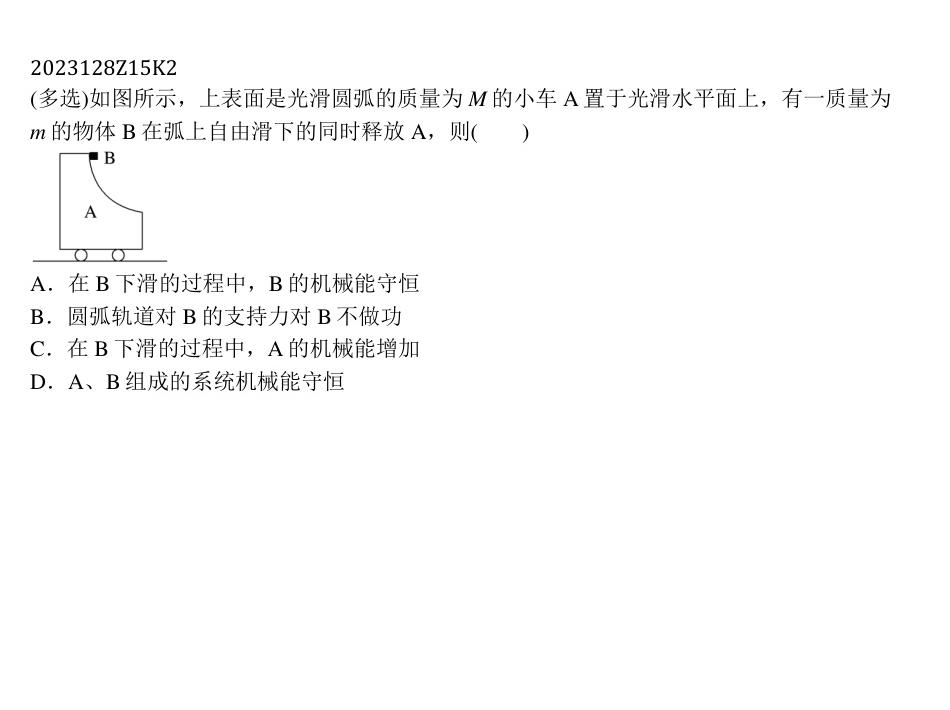 2023128Z15K2
(多选)如图所示，上表面是光滑圆弧的质量为 M 的小车 A 置于光滑水平面上，有一质量为
m 的物体 B 在弧上自由滑下的同时释放 A，则(　　)
B
A
A．在 B 下滑的过程中，B 的机械能守恒
B．圆弧轨道对 B 的支持力对 B 不做功
C．在 B 下滑的过程中，A 的机械能增加
D．A、B 组成的系统机械能守恒